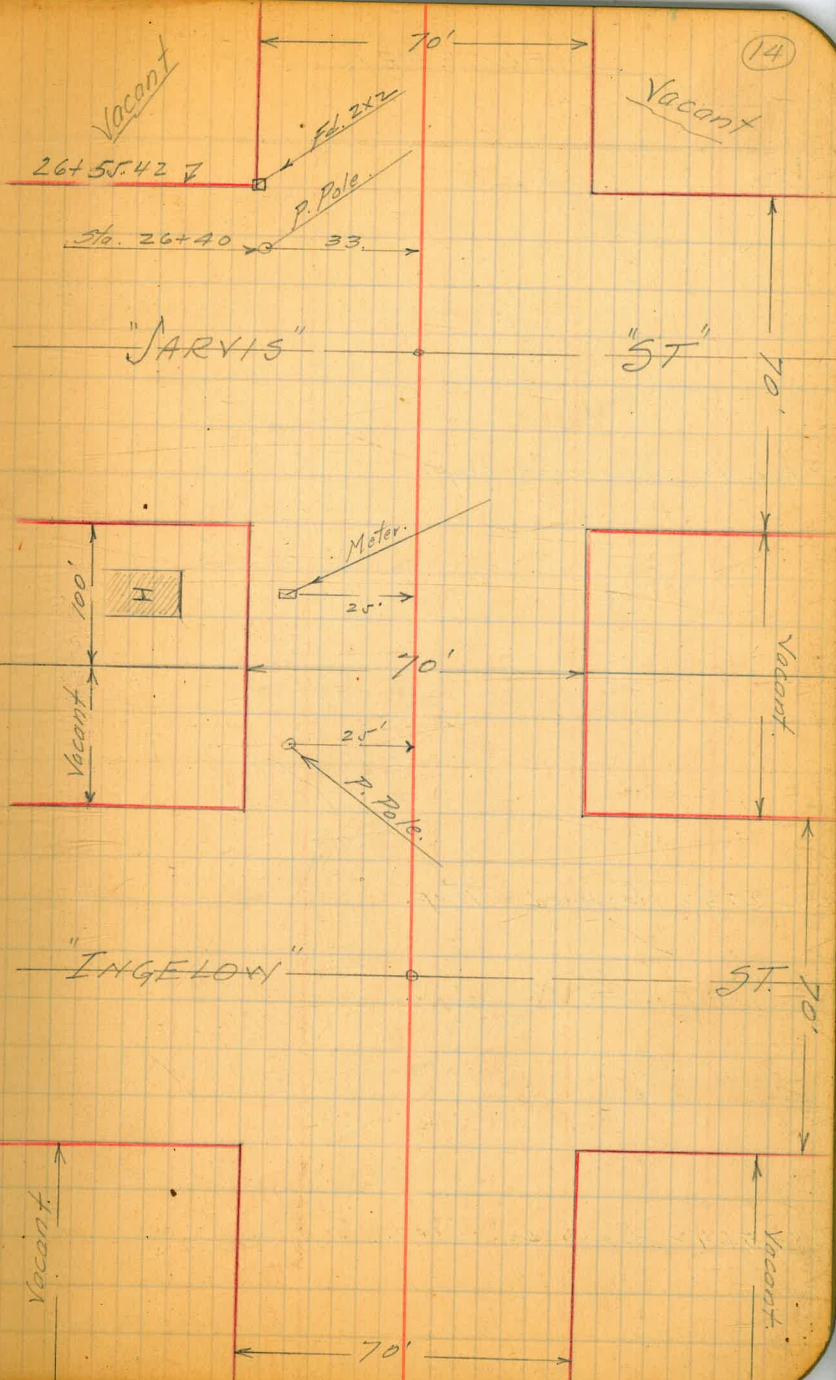 70'
14
Vacant
Vacant
Fd. 2x2
26+55.42
P. Pole.
Sta. 26+40
33.
"JARVIS" "ST"
70'
Meter.
100'
H
25'
70'
Vacant.
Vacant
25'
P. Pole.
"INGELOW" ST.
70'
Vacant.
Vacant.
70'